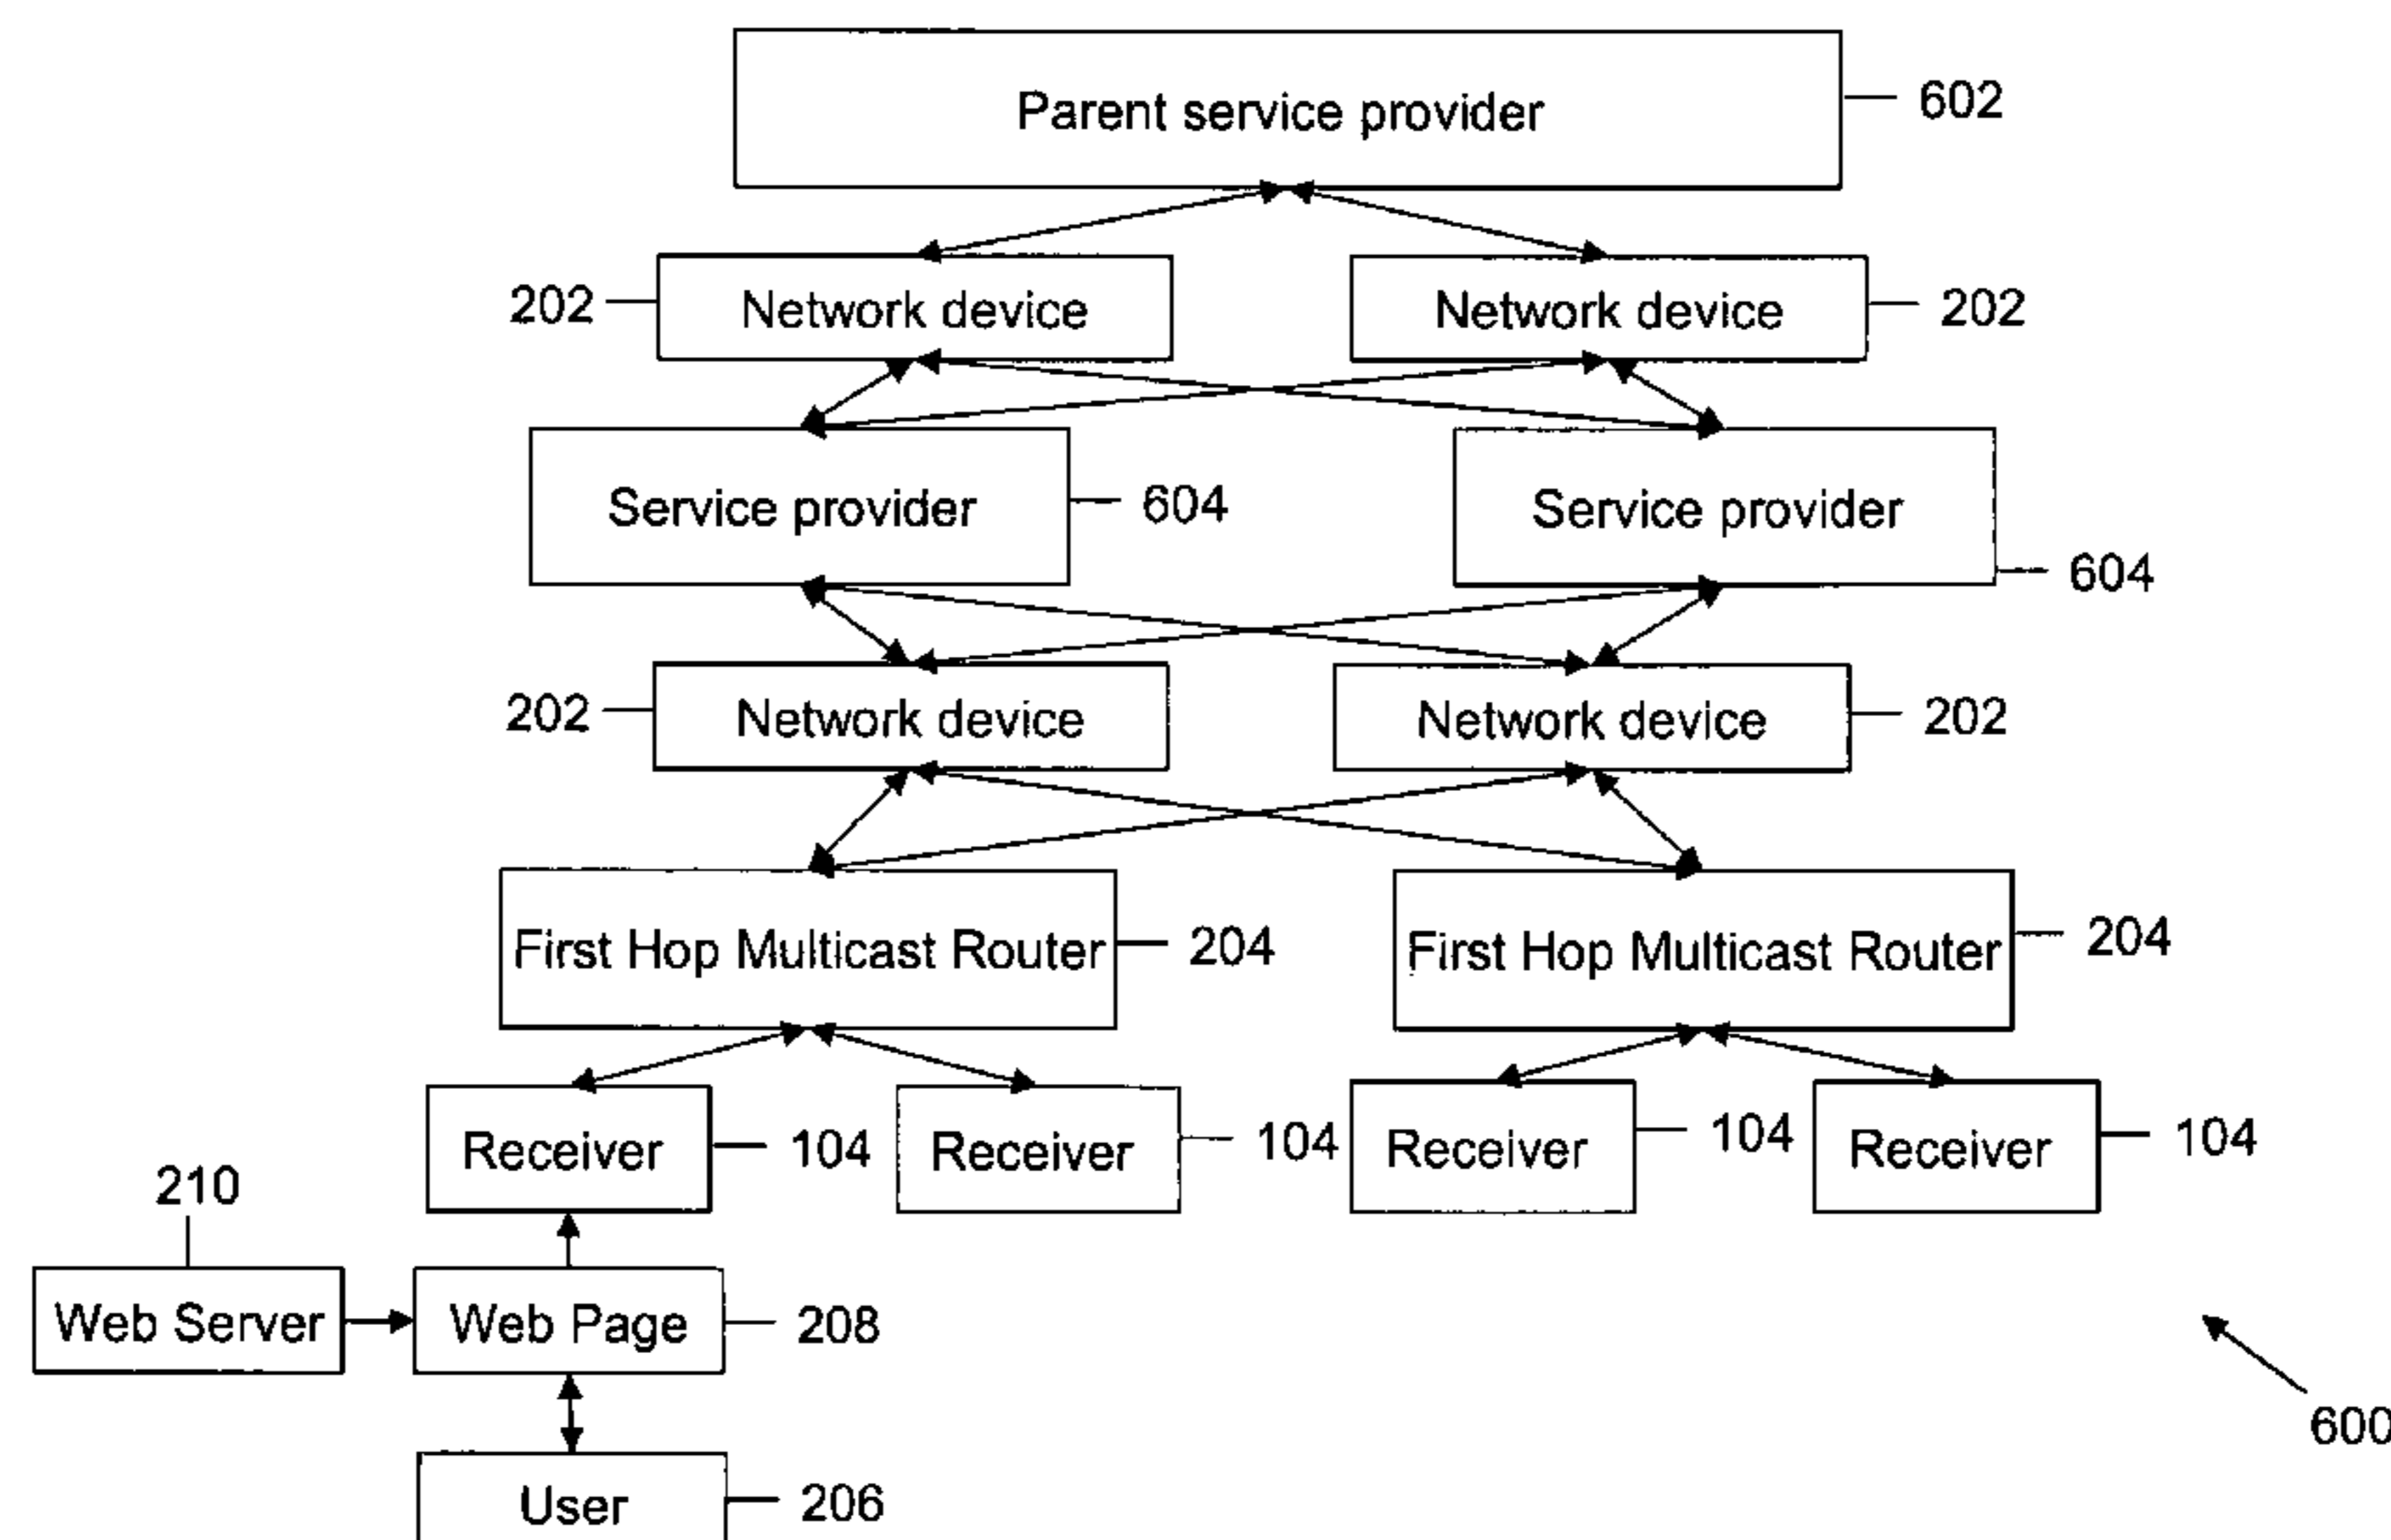 Parent service provider 602
202 Network device Network device 202
Service provider 604 Service provider
604
202 Network device Network device 202
First Hop Multicast Router 204 First Hop Multicast Router 204
Receiver 104 Receiver 104 Receiver 104 Receiver 104
210
Web Server Web Page 208
600
User 206